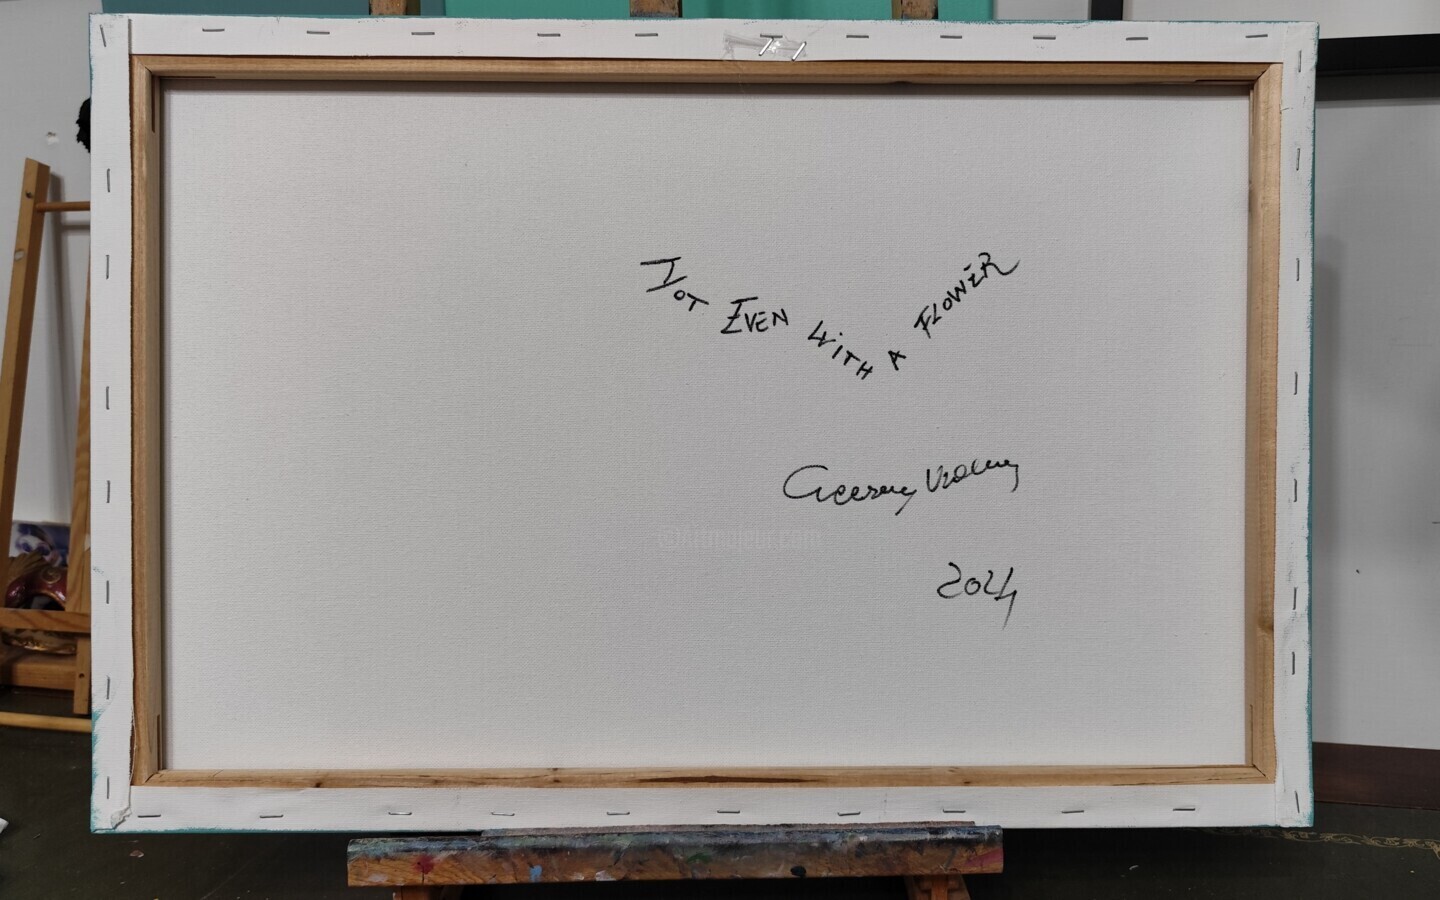 NOT EVEN WITH A FLOWER
2024